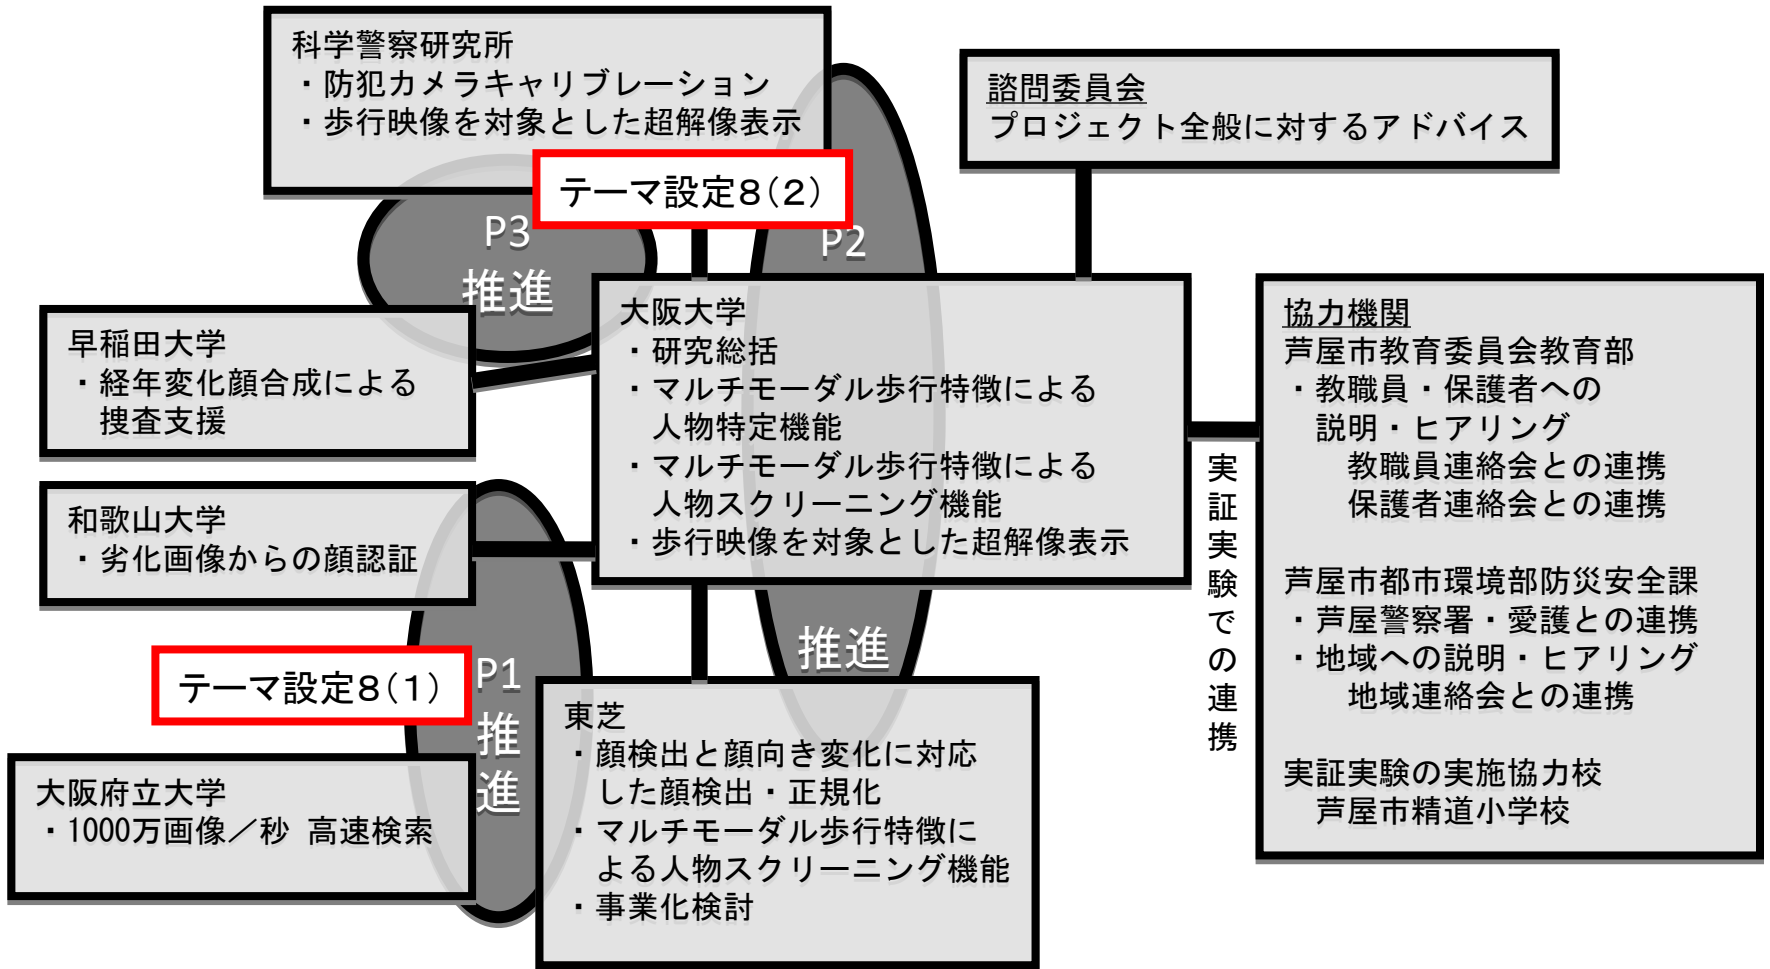 科学警察研究所
・防犯カメラキャリブレーション
・歩行映像を対象とした超解像表示
諮問委員会
プロジェクト全般に対するアドバイス
テーマ設定８（２）
P3
推進
P2
推進
早稲田大学
・経年変化顔合成による
捜査支援
大阪大学
・研究総括
・マルチモーダル歩行特徴による
人物特定機能
・マルチモーダル歩行特徴による
人物スクリーニング機能
・歩行映像を対象とした超解像表示
実証実験での連携
協力機関
芦屋市教育委員会教育部
・教職員・保護者への
説明・ヒアリング
教職員連絡会との連携
保護者連絡会との連携
芦屋市都市環境部防災安全課
・芦屋警察署・愛護との連携
・地域への説明・ヒアリング
地域連絡会との連携
実証実験の実施協力校
芦屋市精道小学校
和歌山大学
・劣化画像からの顔認証
テーマ設定８（１）
P1
推進
大阪府立大学
・1000万画像／秒 高速検索
東芝
・顔検出と顔向き変化に対応
した顔検出・正規化
・マルチモーダル歩行特徴に
よる人物スクリーニング機能
・事業化検討